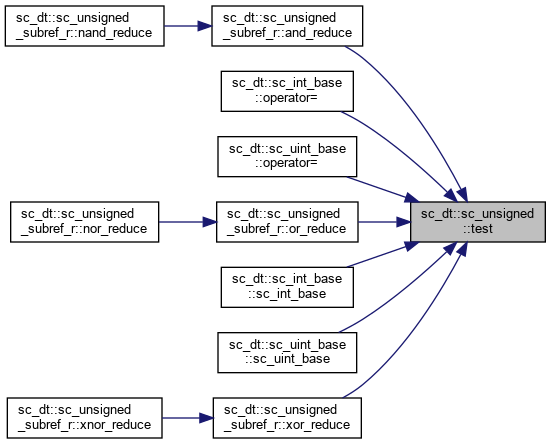 sc_dt::sc_unsigned
_subref_r::nand_reduce
sc_dt::sc_unsigned
_subref_r::and_reduce
sc_dt::sc_int_base
::operator=
sc_dt::sc_uint_base
::operator=
sc_dt::sc_unsigned
_subref_r::nor_reduce
sc_dt::sc_unsigned
_subref_r::or_reduce
sc_dt::sc_unsigned
::test
sc_dt::sc_int_base
::sc_int_base
sc_dt::sc_uint_base
::sc_uint_base
sc_dt::sc_unsigned
_subref_r::xnor_reduce
sc_dt::sc_unsigned
_subref_r::xor_reduce